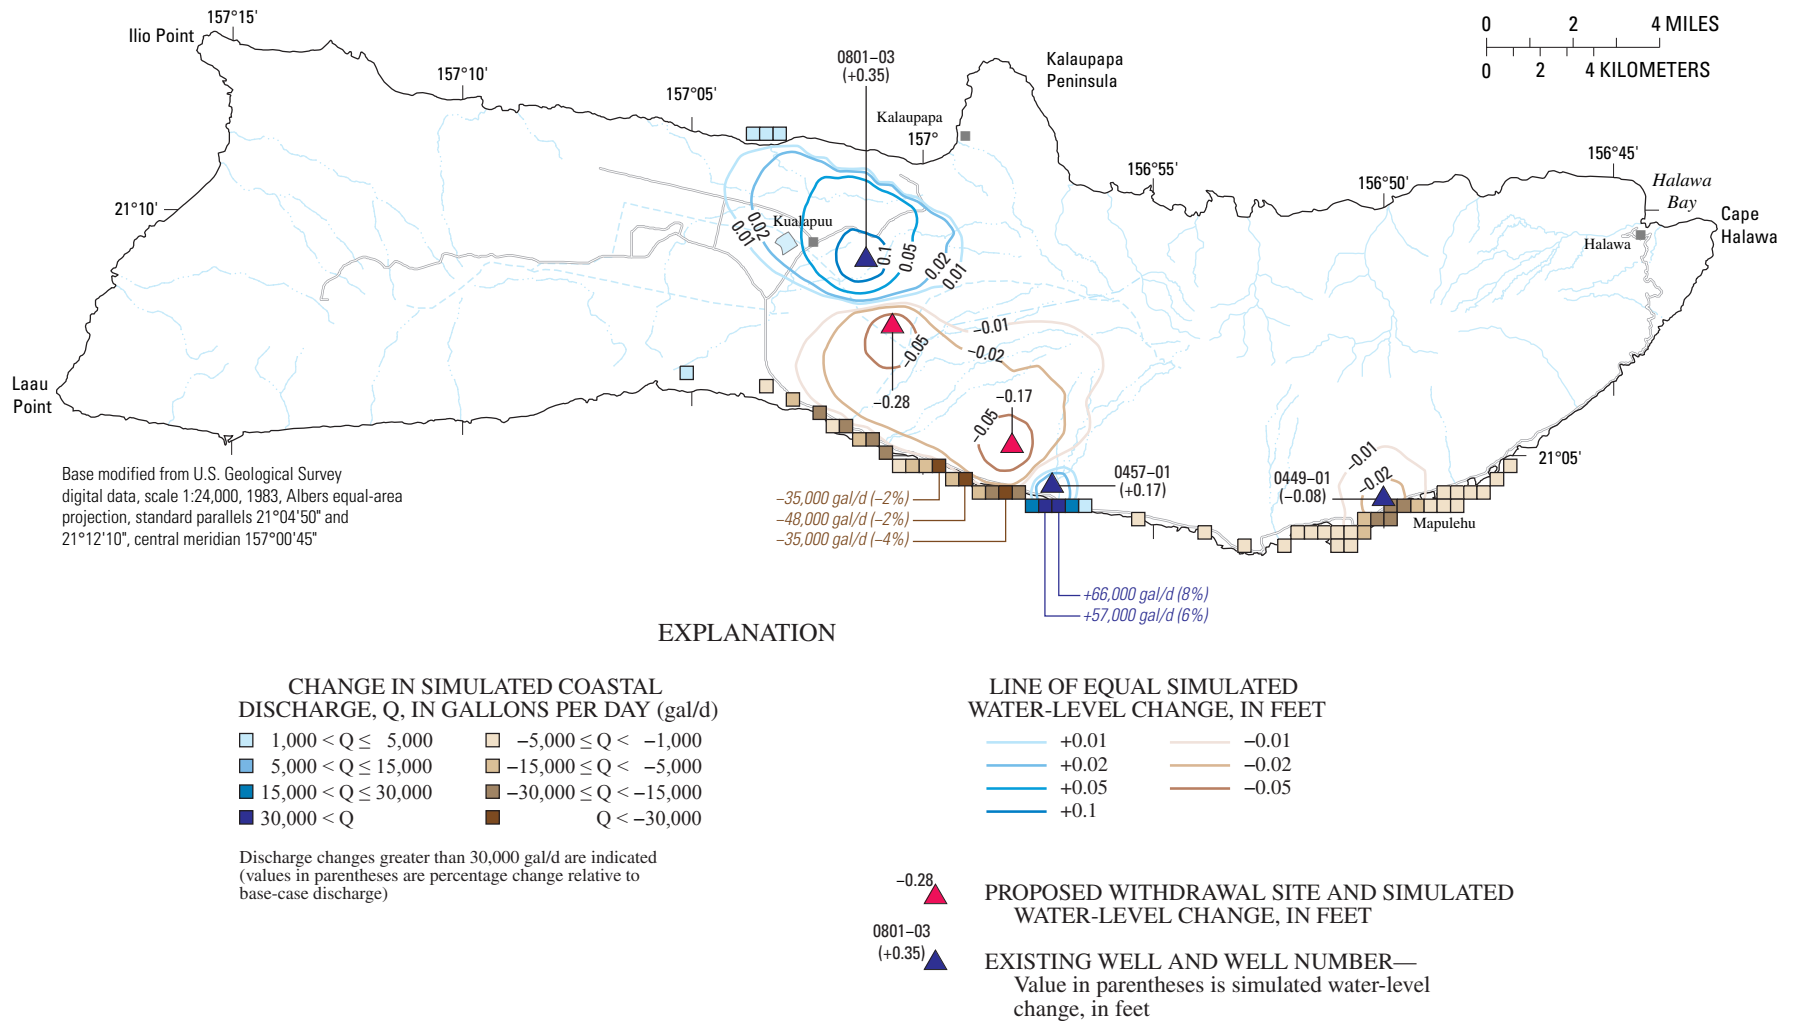 157°15'
Ilio Point
157°10'
157°05'
0801–03
(+0.35)
Kalaupapa
157°
Kalaupapa
Peninsula
0 2 4 MILES
0 2 4 KILOMETERS
156°55'
156°50'
156°45'
Halawa
Bay
Cape
Halawa
Halawa
21°10'
Kualapuu
0.02
0.01
0.1
0.05
0.02
0.01
−0.01
−0.02
−0.05
−0.28
−0.17
−0.05
Laau
Point
0457–01
(+0.17)
0449–01
(−0.08)
−0.01
−0.02
21°05'
Mapulehu
Base modified from U.S. Geological Survey
digital data, scale 1:24,000, 1983, Albers equal-area
projection, standard parallels 21°04'50" and
21°12'10", central meridian 157°00'45"
−35,000 gal/d (−2%)
−48,000 gal/d (−2%)
−35,000 gal/d (−4%)
+66,000 gal/d (8%)
+57,000 gal/d (6%)
EXPLANATION
CHANGE IN SIMULATED COASTAL
DISCHARGE, Q, IN GALLONS PER DAY (gal/d)
1,000 < Q ≤ 5,000
5,000 < Q ≤ 15,000
15,000 < Q ≤ 30,000
30,000 < Q
−5,000 ≤ Q < −1,000
−15,000 ≤ Q < −5,000
−30,000 ≤ Q < −15,000
Q < −30,000
Discharge changes greater than 30,000 gal/d are indicated
(values in parentheses are percentage change relative to
base-case discharge)
LINE OF EQUAL SIMULATED
WATER-LEVEL CHANGE, IN FEET
+0.01
+0.02
+0.05
+0.1
−0.01
−0.02
−0.05
−0.28
PROPOSED WITHDRAWAL SITE AND SIMULATED
WATER-LEVEL CHANGE, IN FEET
0801–03
(+0.35)
EXISTING WELL AND WELL NUMBER—
Value in parentheses is simulated water-level
change, in feet